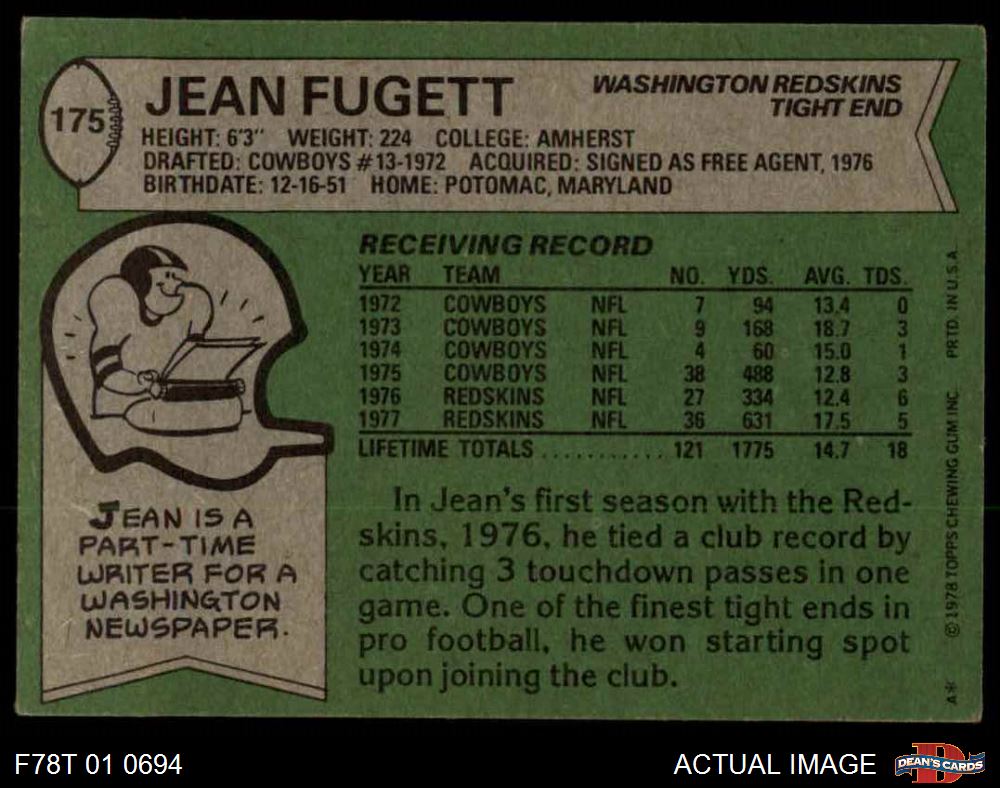 175
JEAN FUGETT
WASHINGTON REDSKINS
TIGHT END
HEIGHT: 6'3" WEIGHT: 224 COLLEGE: AMHERST
DRAFTED: COWBOYS #13-1972 ACQUIRED: SIGNED AS FREE AGENT, 1976
BIRTHDATE: 12-16-51 HOME: POTOMAC, MARYLAND
RECEIVING RECORD
YEAR TEAM NO. YDS. AVG. TDS.
1972 COWBOYS NFL 7 94 13.4 0
1973 COWBOYS NFL 9 168 18.7 3
1974 COWBOYS NFL 4 60 15.0 1
1975 COWBOYS NFL 38 488 12.8 3
1976 REDSKINS NFL 27 334 12.4 6
1977 REDSKINS NFL 36 631 17.5 5
LIFETIME TOTALS ........... 121 1775 14.7 18
JEAN IS A
PART-TIME
WRITER FOR A
WASHINGTON
NEWSPAPER.
In Jean's first season with the Red-
skins, 1976, he tied a club record by
catching 3 touchdown passes in one
game. One of the finest tight ends in
pro football, he won starting spot
upon joining the club.
A* © 1978 TOPPS CHEWING GUM INC. PRTD. IN U.S.A
F78T 01 0694
ACTUAL IMAGE
DEAN'S CARDS